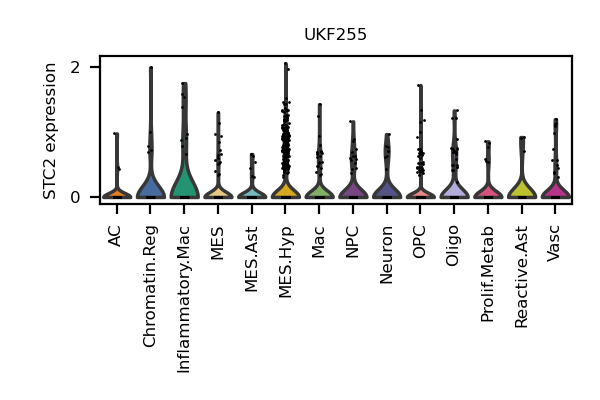 UKF255
STC2 expression
2
0
AC
Chromatin.Reg
Inflammatory.Mac
MES
MES.Ast
MES.Hyp
Mac
NPC
Neuron
OPC
Oligo
Prolif.Metab
Reactive.Ast
Vasc